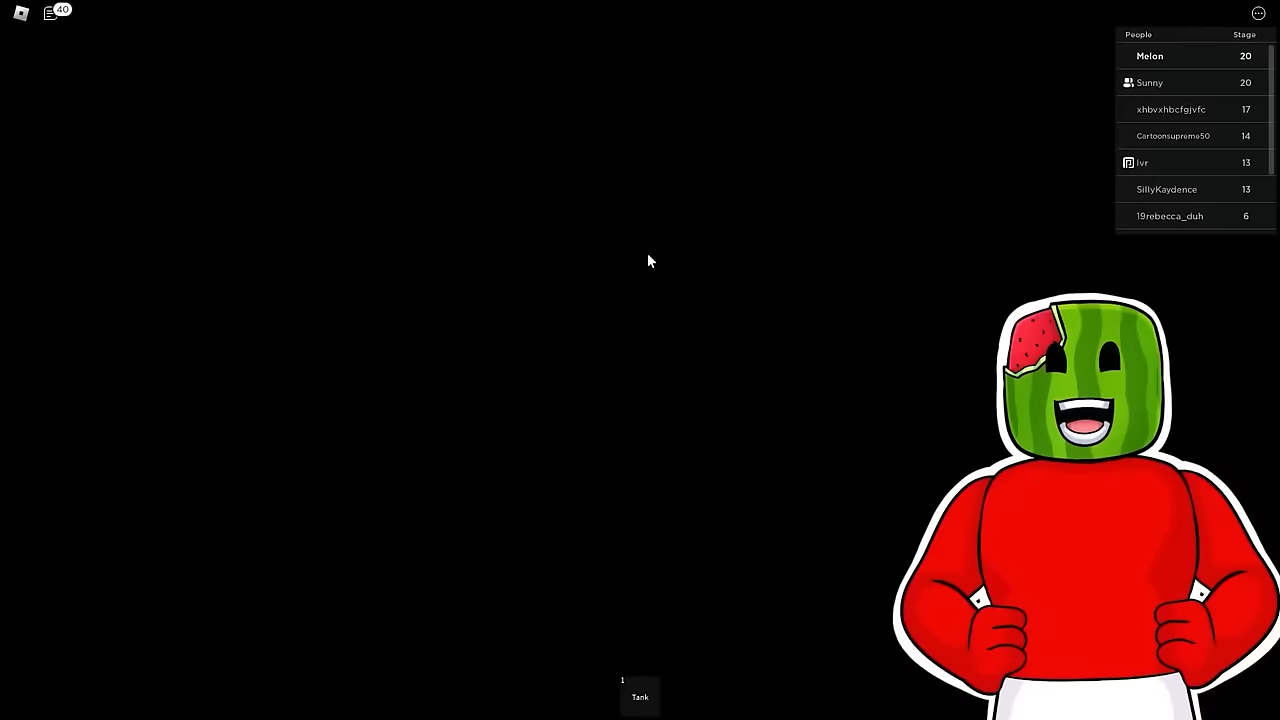 40
People Stage
Melon 20
Sunny 20
xhbvxhbcfgjvfc 17
Cartoonsupreme50 14
lvr 13
SillyKaydence 13
19rebecca_duh 6
1
Tank